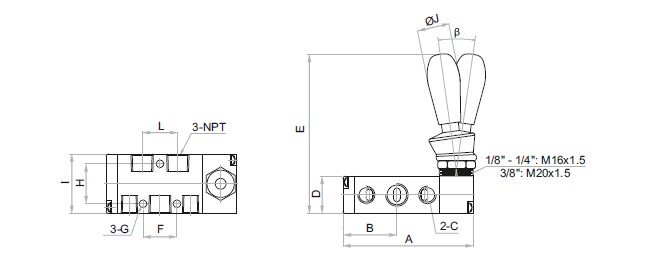 ØJ
β
L
3-NPT
E
I
H
1/8" - 1/4": M16x1.5
3/8": M20x1.5
D
3-G
F
B
2-C
A